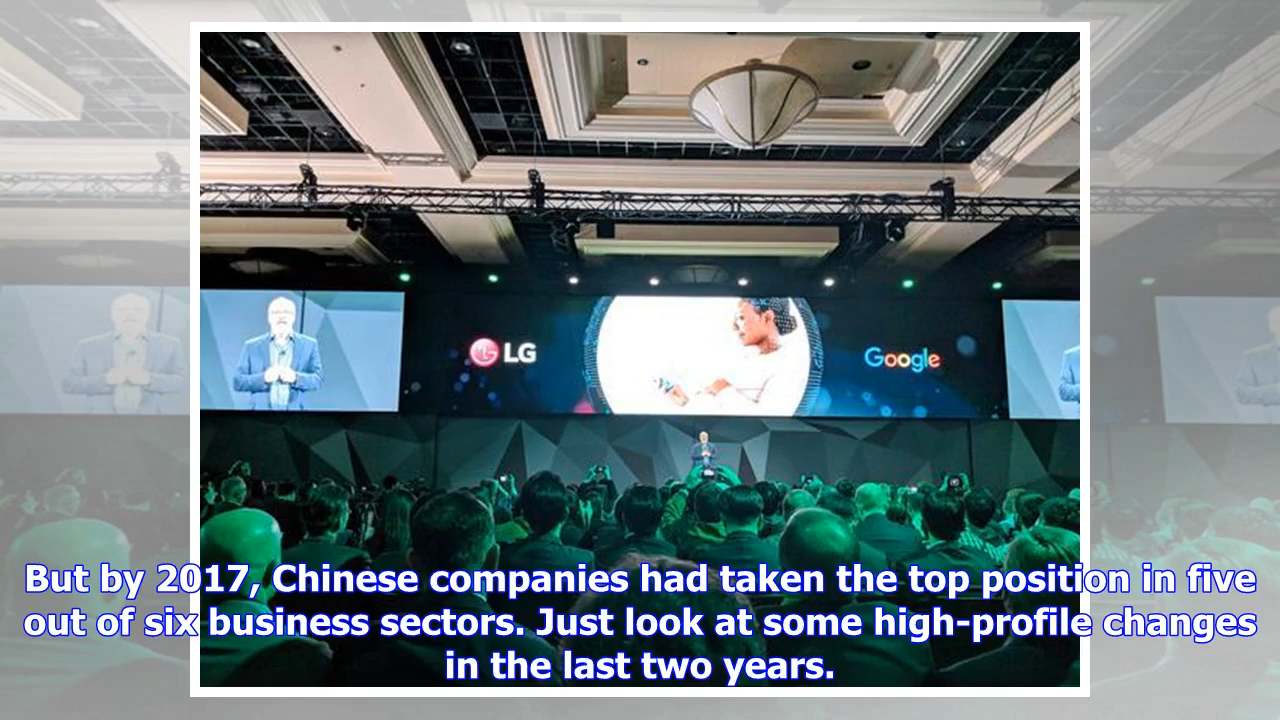 LG
Google
But by 2017, Chinese companies had taken the top position in five
out of six business sectors. Just look at some high-profile changes
in the last two years.